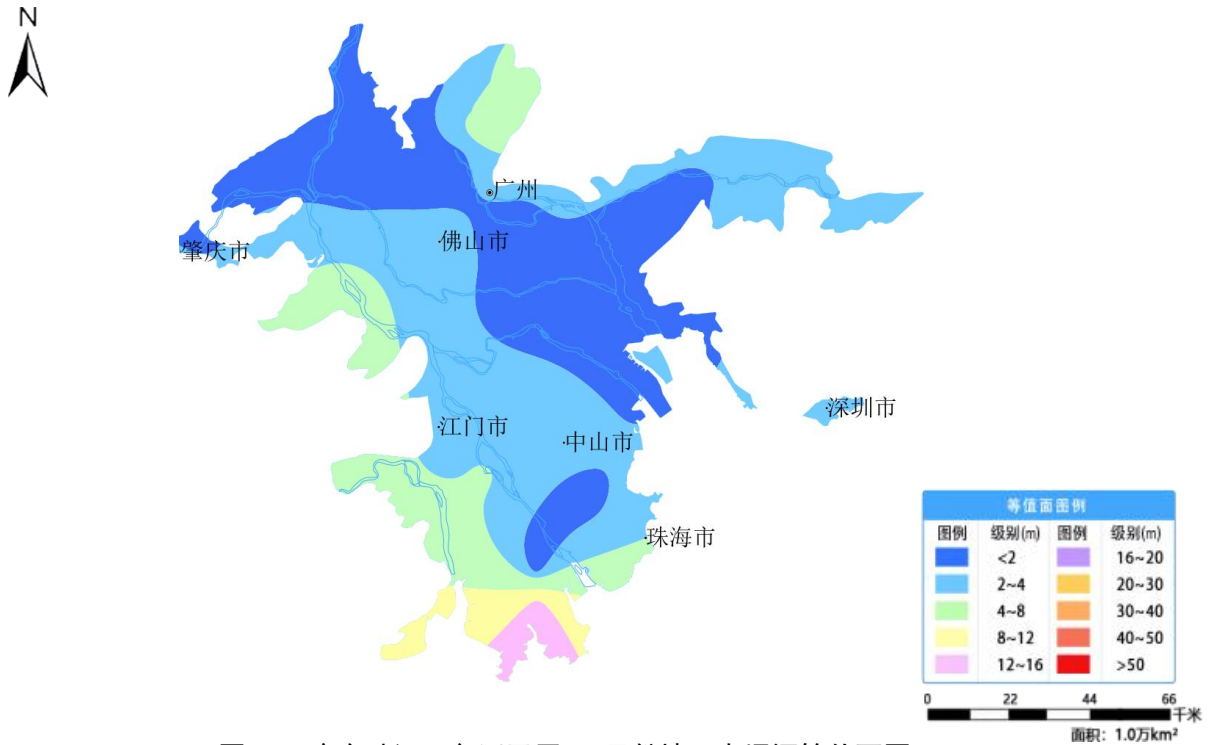 N
广州
佛山市
肇庆市
江门市
中山市
深圳市
珠海市
等值面图例
图例 级别(m) 图例 级别(m)
<2 16~20
2~4 20~30
4~8 30~40
8~12 40~50
12~16 >50
0 22 44 66
千米
面积：1.0万km²